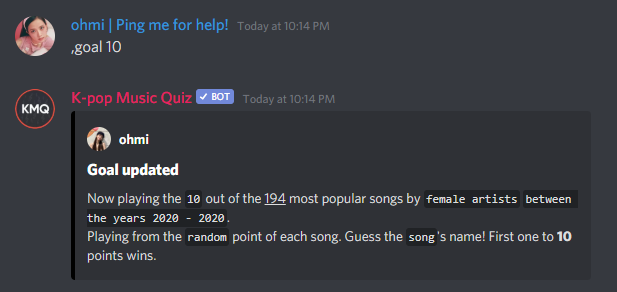 ohmi | Ping me for help! Today at 10:14 PM
,goal 10
KMQ
K-pop Music Quiz ✓ BOT Today at 10:14 PM
ohmi
Goal updated
Now playing the 10 out of the 194 most popular songs by female artists between
the years 2020 - 2020.
Playing from the random point of each song. Guess the song's name! First one to 10
points wins.